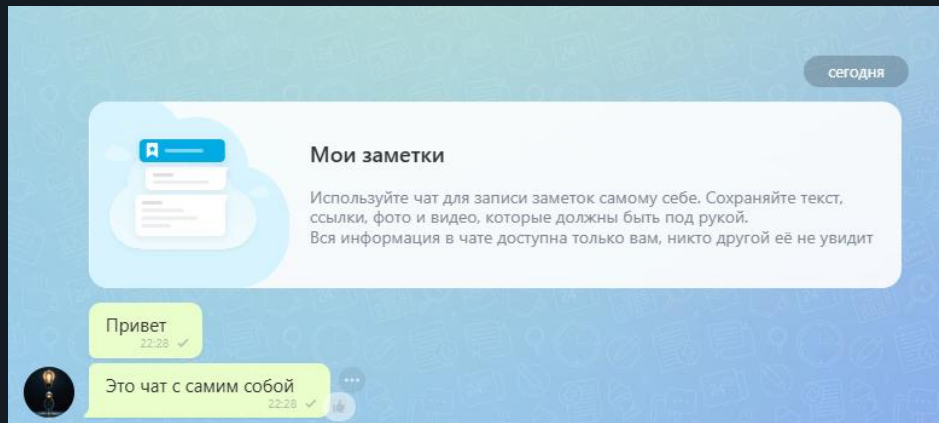 сегодня
Мои заметки
Используйте чат для записи заметок самому себе. Сохраняйте текст,
ссылки, фото и видео, которые должны быть под рукой.
Вся информация в чате доступна только вам, никто другой её не увидит
Привет
22:28
Это чат с самим собой
22:28